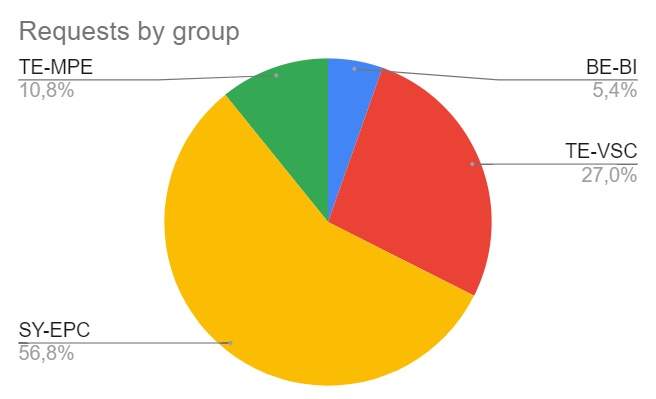 Requests by group
TE-MPE
10,8%
BE-BI
5,4%
TE-VSC
27,0%
SY-EPC
56,8%